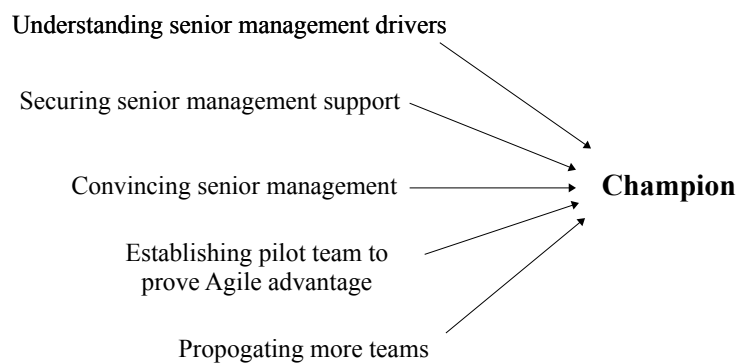 Understanding senior management drivers
Securing senior management support
Convincing senior management
Champion
Establishing pilot team to
prove Agile advantage
Propogating more teams